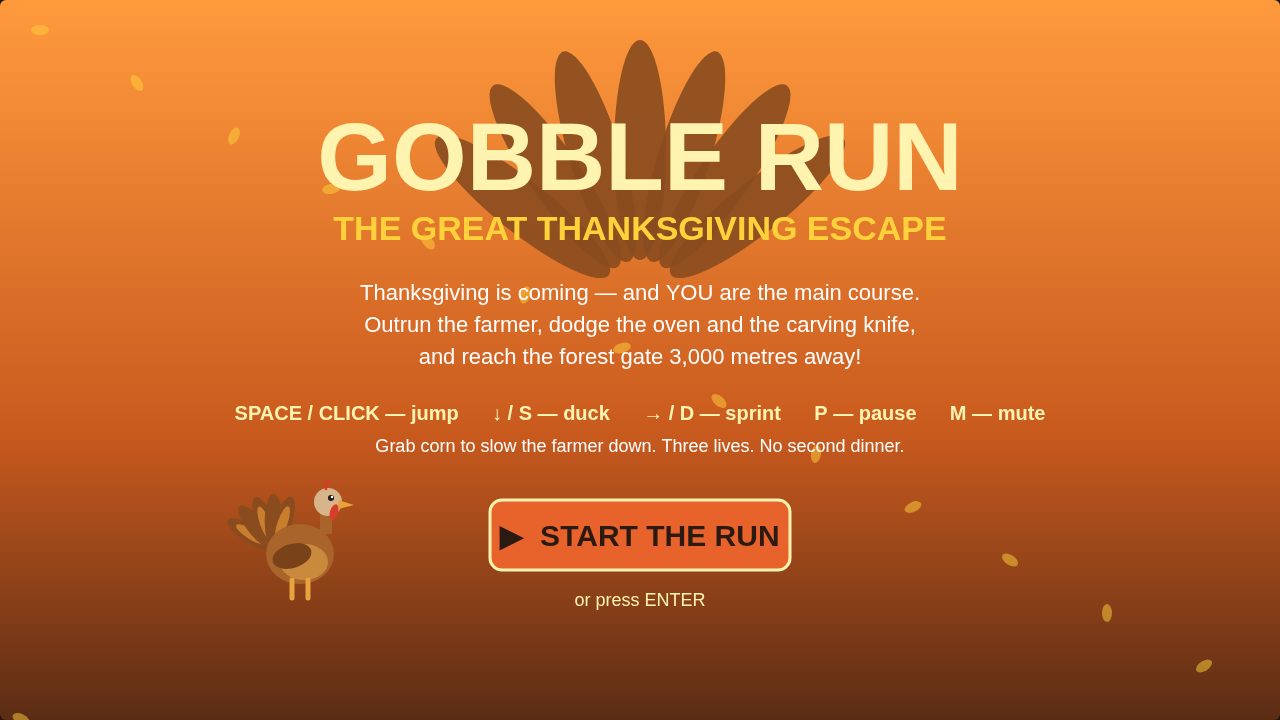 GOBBLE RUN
THE GREAT THANKSGIVING ESCAPE
Thanksgiving is coming — and YOU are the main course.
Outrun the farmer, dodge the oven and the carving knife,
and reach the forest gate 3,000 metres away!
SPACE / CLICK — jump ↓ / S — duck → / D — sprint P — pause M — mute
Grab corn to slow the farmer down. Three lives. No second dinner.
▶ START THE RUN
or press ENTER